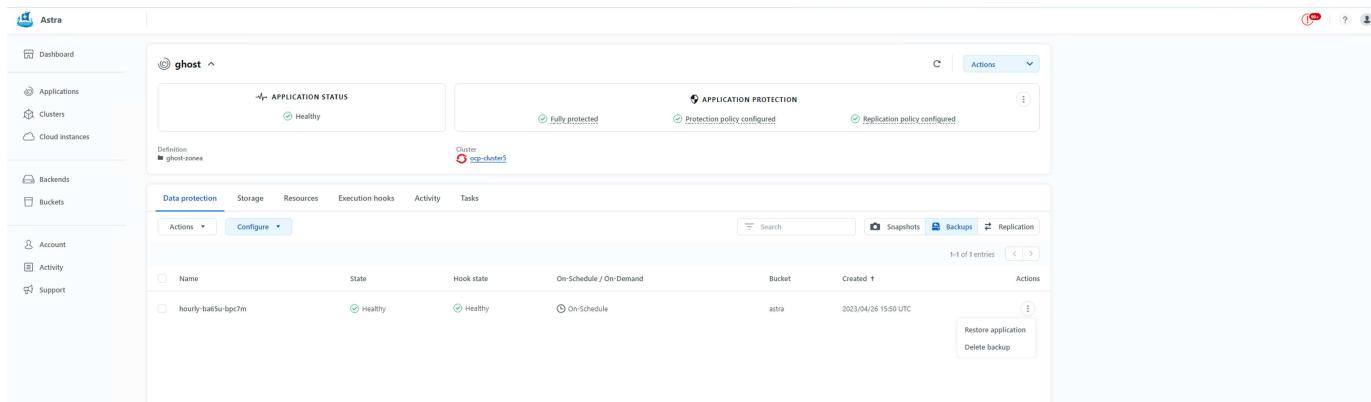 Astra
99+
?
Dashboard
Applications
Clusters
Cloud instances
Backends
Buckets
Account
Activity
Support
ghost
Actions
APPLICATION STATUS
Healthy
APPLICATION PROTECTION
Fully protected
Protection policy configured
Replication policy configured
Definition
ghost-zonea
Cluster
ocp-cluster5
Data protection Storage Resources Execution hooks Activity Tasks
Actions Configure Search Snapshots Backups Replication
1–1 of 1 entries < >
Name State Hook state On-Schedule / On-Demand Bucket Created ↑ Actions
hourly-ba65u-bpc7m Healthy Healthy On-Schedule astra 2023/04/26 15:50 UTC
Restore application
Delete backup